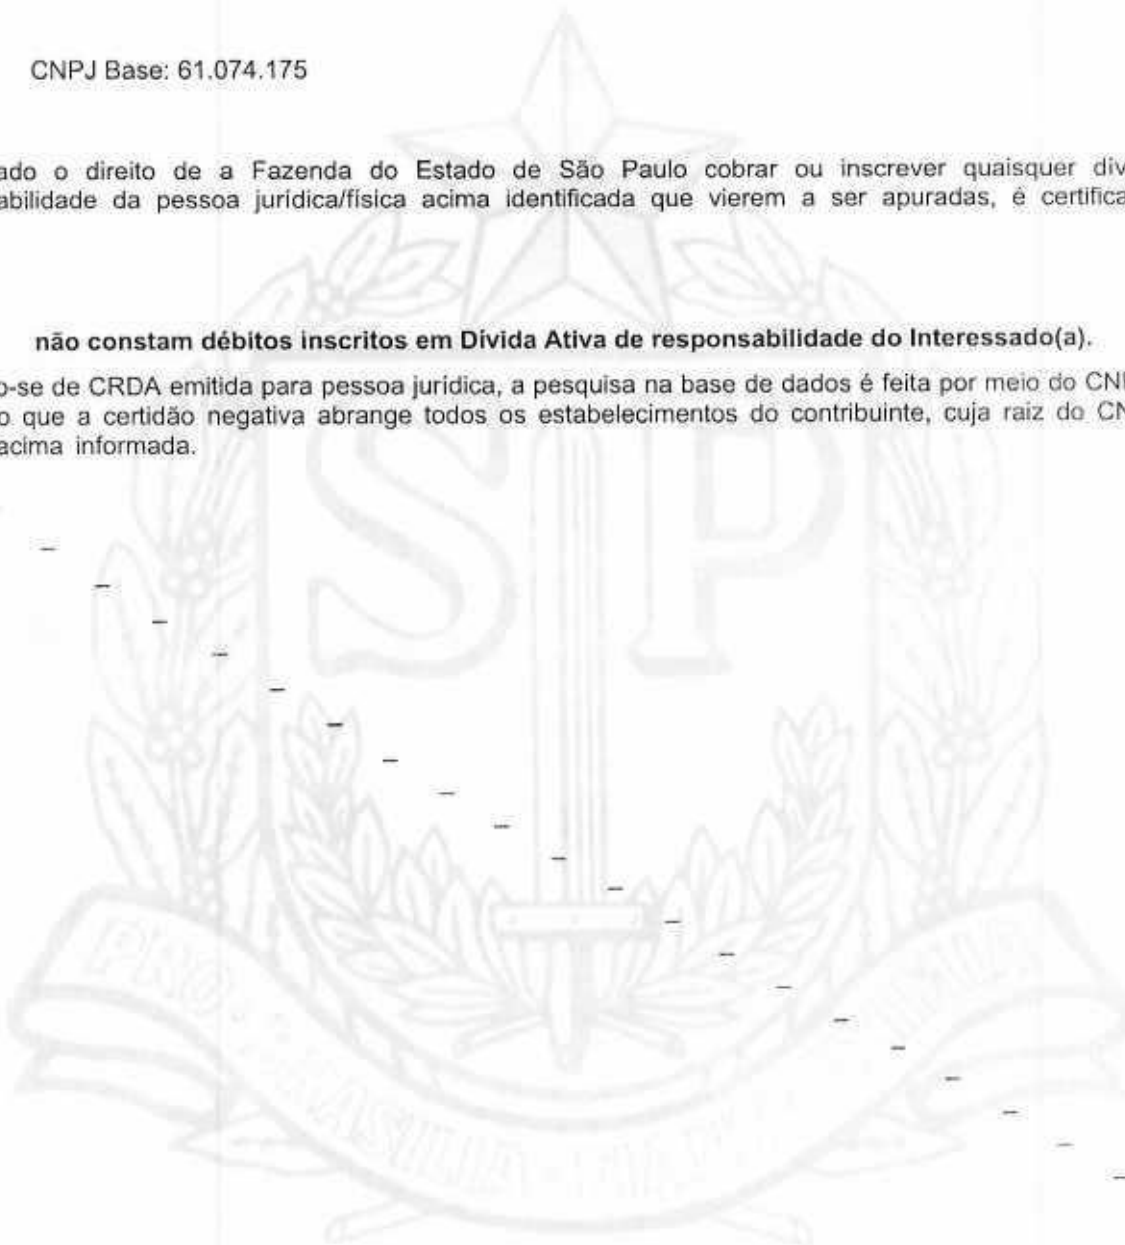 CNPJ Base: 61.074.175
ado o direito de a Fazenda do Estado de São Paulo cobrar ou inscrever quaisquer div
abilidade da pessoa jurídica/física acima identificada que vierem a ser apuradas, é certifica
não constam débitos inscritos em Dívida Ativa de responsabilidade do Interessado(a).
o-se de CRDA emitida para pessoa jurídica, a pesquisa na base de dados é feita por meio do CN
o que a certidão negativa abrange todos os estabelecimentos do contribuinte, cuja raiz do CN
acima informada.
SP